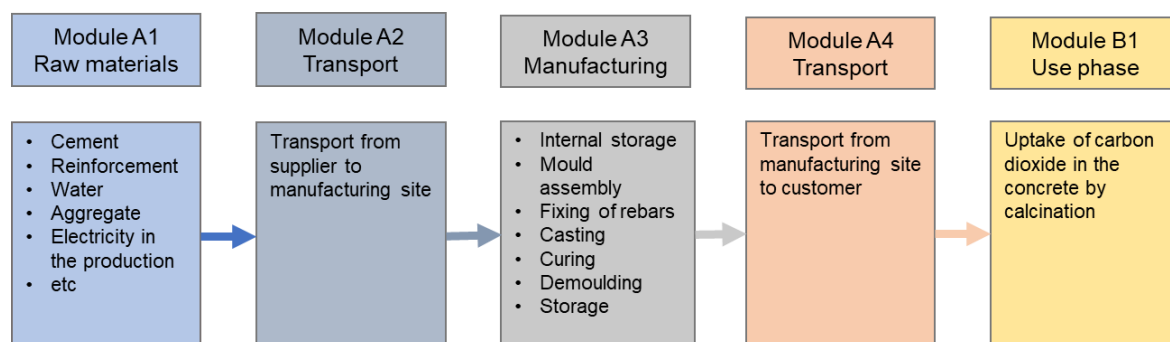 Module A1
Raw materials
Module A2
Transport
Module A3
Manufacturing
Module A4
Transport
Module B1
Use phase
• Cement
• Reinforcement
• Water
• Aggregate
• Electricity in
the production
• etc
Transport from
supplier to
manufacturing site
• Internal storage
• Mould
assembly
• Fixing of rebars
• Casting
• Curing
• Demoulding
• Storage
Transport from
manufacturing site
to customer
Uptake of carbon
dioxide in the
concrete by
calcination